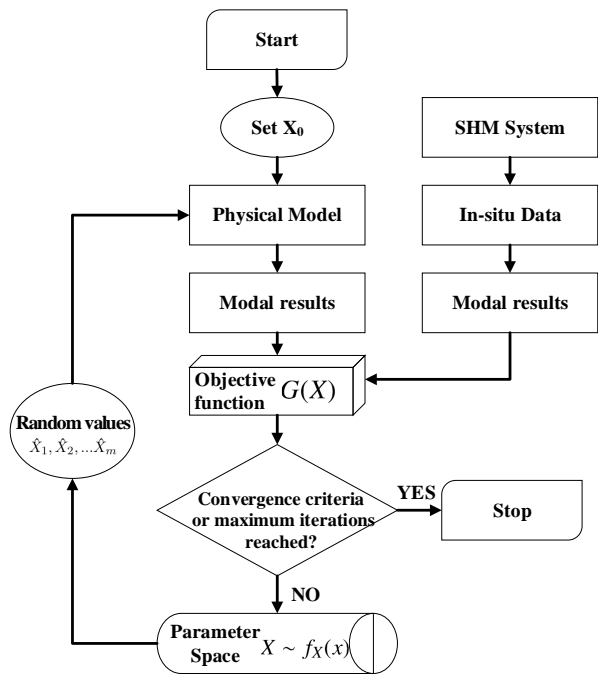 Start
Set X₀
SHM System
Physical Model
In-situ Data
Modal results
Modal results
Objective
function G(X)
Random values
X̂₁, X̂₂, ...X̂ₘ
Convergence criteria
or maximum iterations
reached?
YES
Stop
NO
Parameter
Space X ~ f_X(x)